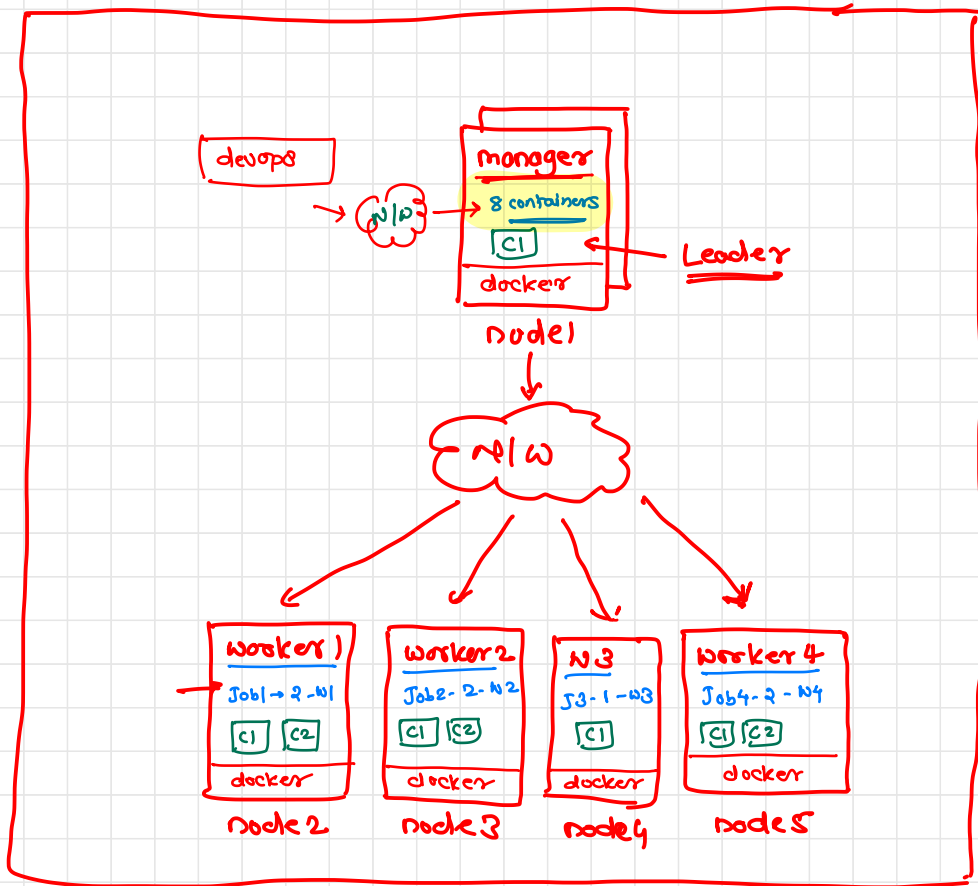 devops
manager
N/W
8 containers
C1
Leader
docker
node1
N/W
worker1
Job1→2-W1
C1 C2
docker
node2
worker2
Job2-2-W2
C1 C2
docker
node3
W3
J3-1-W3
C1
docker
node4
worker4
Job4-2-W4
C1 C2
docker
node5